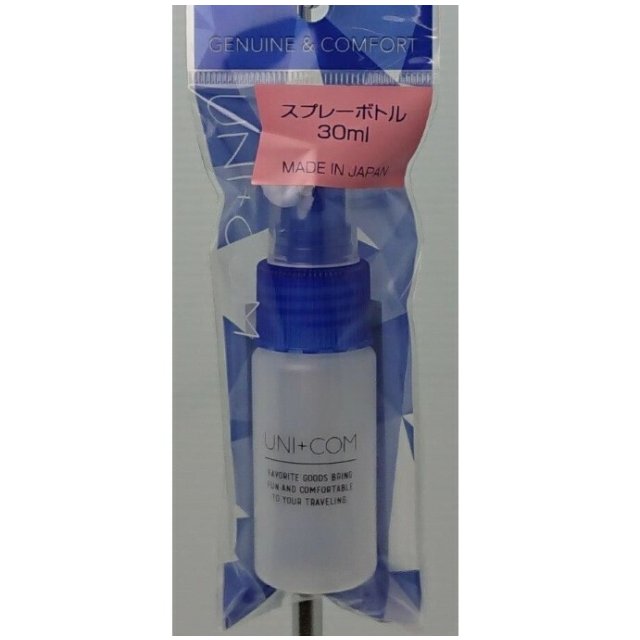 GENUINE & COMFORT
スプレーボトル
30ml
MADE IN JAPAN
UNI+C
UNI+COM
FAVORITE GOODS BRING
FUN AND COMFORTABLE
TO YOUR TRAVELING.